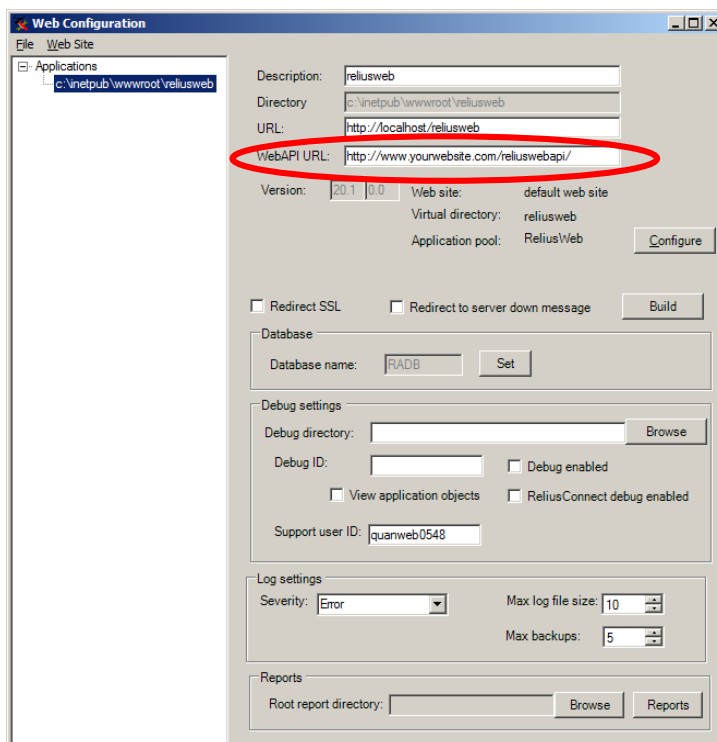 Web Configuration
File Web Site
Applications
c:\inetpub\wwwroot\reliusweb
Description: reliusweb
Directory c:\inetpub\wwwroot\reliusweb
URL: http://localhost/reliusweb
WebAPI URL: http://www.yourwebsite.com/reliuswebapi/
Version: 20.1 0.0 Web site: default web site
Virtual directory: reliusweb
Application pool: ReliusWeb Configure
Redirect SSL Redirect to server down message Build
Database
Database name: RADB Set
Debug settings
Debug directory: Browse
Debug ID: Debug enabled
View application objects ReliusConnect debug enabled
Support user ID: quanweb0548
Log settings
Severity: Error Max log file size: 10
Max backups: 5
Reports
Root report directory: Browse Reports